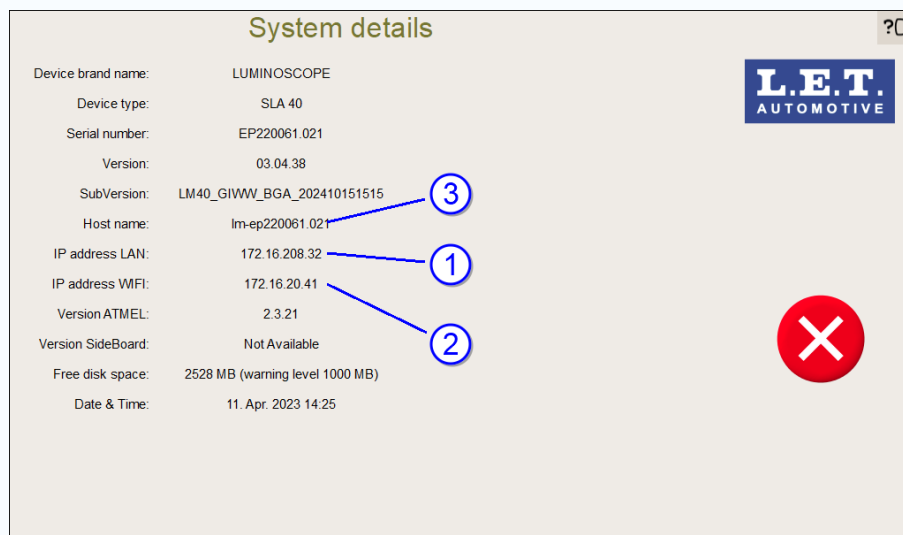 System details
?
L.E.T.
AUTOMOTIVE
Device brand name: LUMINOSCOPE
Device type: SLA 40
Serial number: EP220061.021
Version: 03.04.38
SubVersion: LM40_GIWW_BGA_202410151515
3
Host name: lm-ep220061.021
IP address LAN: 172.16.208.32
1
IP address WIFI: 172.16.20.41
Version ATMEL: 2.3.21
2
Version SideBoard: Not Available
Free disk space: 2528 MB (warning level 1000 MB)
Date & Time: 11. Apr. 2023 14:25